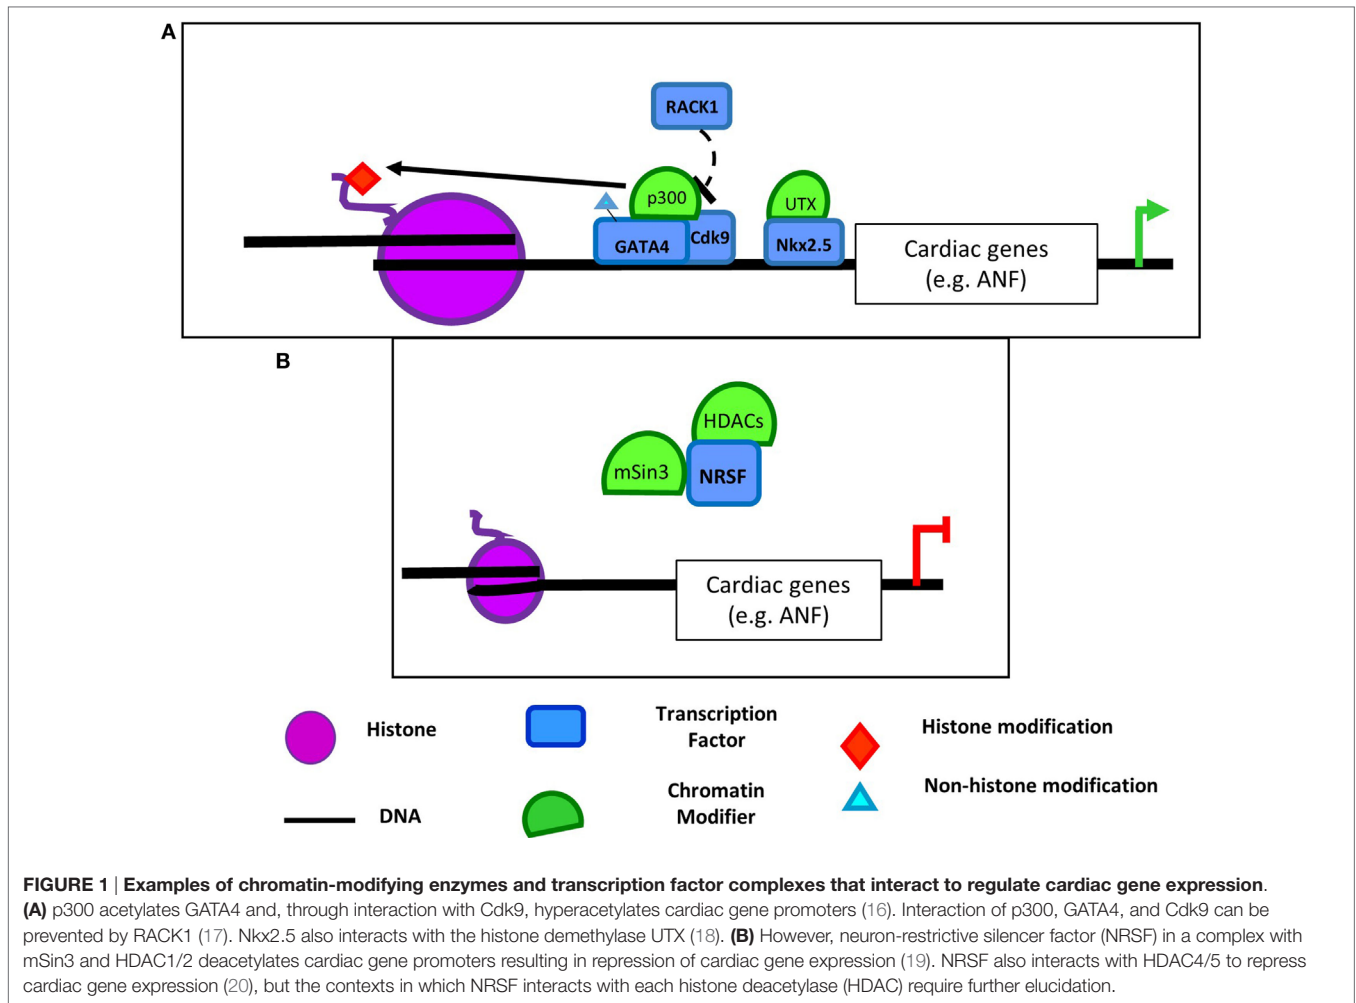 A
RACK1
p300
UTX
GATA4
Cdk9
Nkx2.5
Cardiac genes
(e.g. ANF)
B
HDACs
mSin3
NRSF
Cardiac genes
(e.g. ANF)
Histone
Transcription
Factor
Histone modification
DNA
Chromatin
Modifier
Non-histone modification
FIGURE 1 | Examples of chromatin-modifying enzymes and transcription factor complexes that interact to regulate cardiac gene expression.
(A) p300 acetylates GATA4 and, through interaction with Cdk9, hyperacetylates cardiac gene promoters (16). Interaction of p300, GATA4, and Cdk9 can be
prevented by RACK1 (17). Nkx2.5 also interacts with the histone demethylase UTX (18). (B) However, neuron-restrictive silencer factor (NRSF) in a complex with
mSin3 and HDAC1/2 deacetylates cardiac gene promoters resulting in repression of cardiac gene expression (19). NRSF also interacts with HDAC4/5 to repress
cardiac gene expression (20), but the contexts in which NRSF interacts with each histone deacetylase (HDAC) require further elucidation.